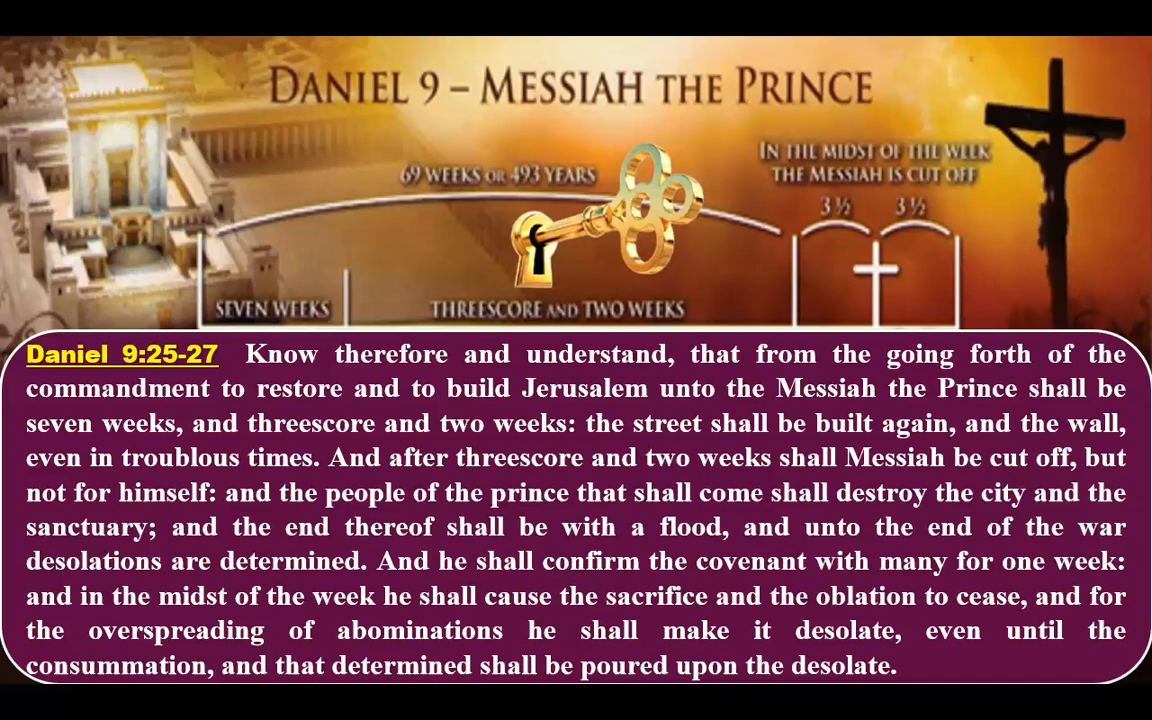 DANIEL 9 – MESSIAH THE PRINCE
69 WEEKS OR 493 YEARS
IN THE MIDST OF THE WEEK
THE MESSIAH IS CUT OFF
3 ½ 3 ½
SEVEN WEEKS THREESCORE AND TWO WEEKS
Daniel 9:25-27 Know therefore and understand, that from the going forth of the
commandment to restore and to build Jerusalem unto the Messiah the Prince shall be
seven weeks, and threescore and two weeks: the street shall be built again, and the wall,
even in troublous times. And after threescore and two weeks shall Messiah be cut off, but
not for himself: and the people of the prince that shall come shall destroy the city and the
sanctuary; and the end thereof shall be with a flood, and unto the end of the war
desolations are determined. And he shall confirm the covenant with many for one week:
and in the midst of the week he shall cause the sacrifice and the oblation to cease, and for
the overspreading of abominations he shall make it desolate, even until the
consummation, and that determined shall be poured upon the desolate.